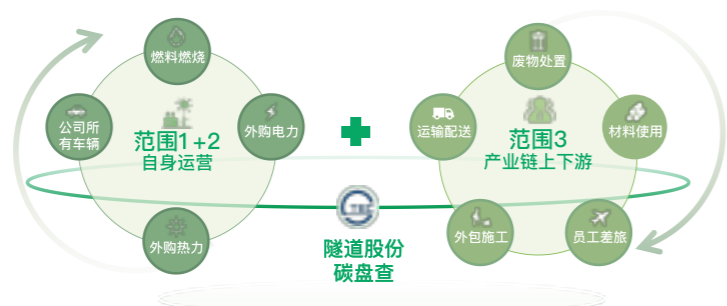 燃料燃烧
公司所
有车辆
范围1+2
自身运营
外购电力
外购热力
废物处置
运输配送
范围3
产业链上下游
材料使用
外包施工
员工差旅
隧道股份
碳盘查